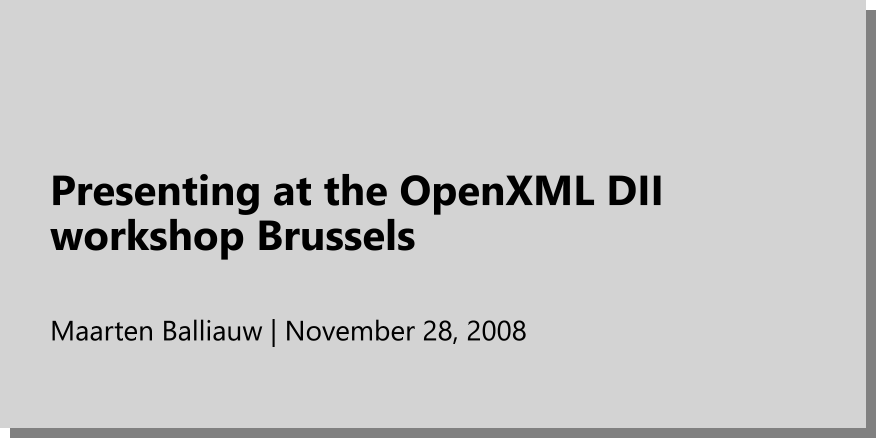 Presenting at the OpenXML DII
workshop Brussels
Maarten Balliauw | November 28, 2008